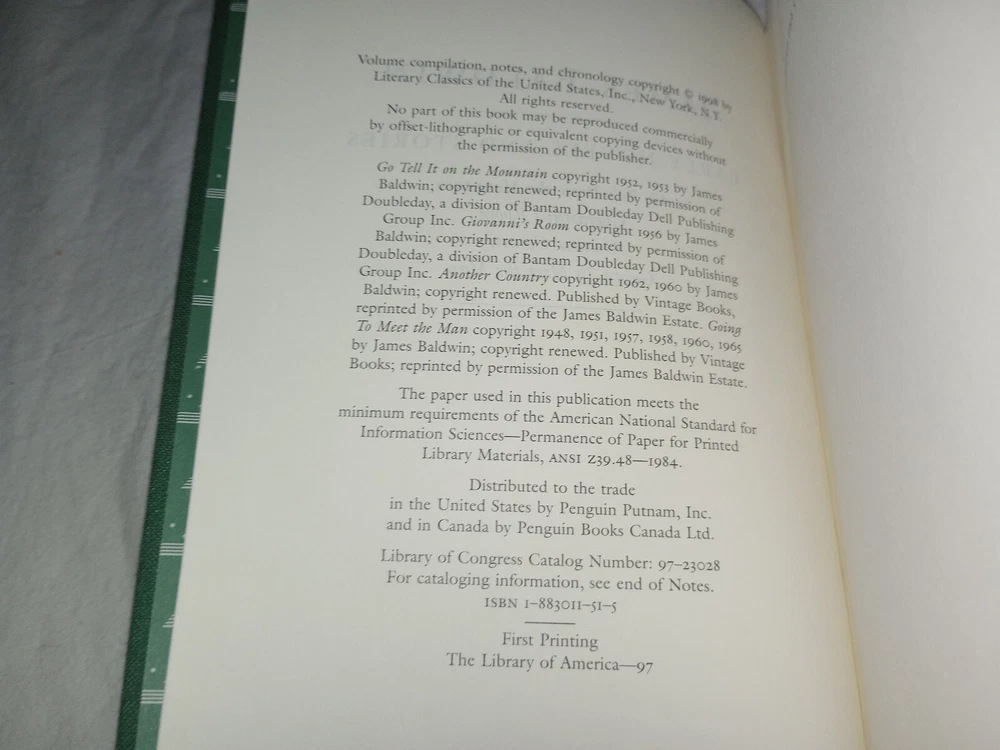 Volume compilation, notes, and chronology copyright © 1998 by
Literary Classics of the United States, Inc., New York, N.Y.
All rights reserved.
No part of this book may be reproduced commercially
by offset-lithographic or equivalent copying devices without
the permission of the publisher.
Go Tell It on the Mountain copyright 1952, 1953 by James
Baldwin; copyright renewed; reprinted by permission of
Doubleday, a division of Bantam Doubleday Dell Publishing
Group Inc. Giovanni's Room copyright 1956 by James
Baldwin; copyright renewed; reprinted by permission of
Doubleday, a division of Bantam Doubleday Dell Publishing
Group Inc. Another Country copyright 1962, 1960 by James
Baldwin; copyright renewed. Published by Vintage Books,
reprinted by permission of the James Baldwin Estate. Going
To Meet the Man copyright 1948, 1951, 1957, 1958, 1960, 1965
by James Baldwin; copyright renewed. Published by Vintage
Books; reprinted by permission of the James Baldwin Estate.
The paper used in this publication meets the
minimum requirements of the American National Standard for
Information Sciences—Permanence of Paper for Printed
Library Materials, ANSI Z39.48—1984.
Distributed to the trade
in the United States by Penguin Putnam, Inc.
and in Canada by Penguin Books Canada Ltd.
Library of Congress Catalog Number: 97–23028
For cataloging information, see end of Notes.
ISBN 1–883011–51–5
First Printing
The Library of America—97